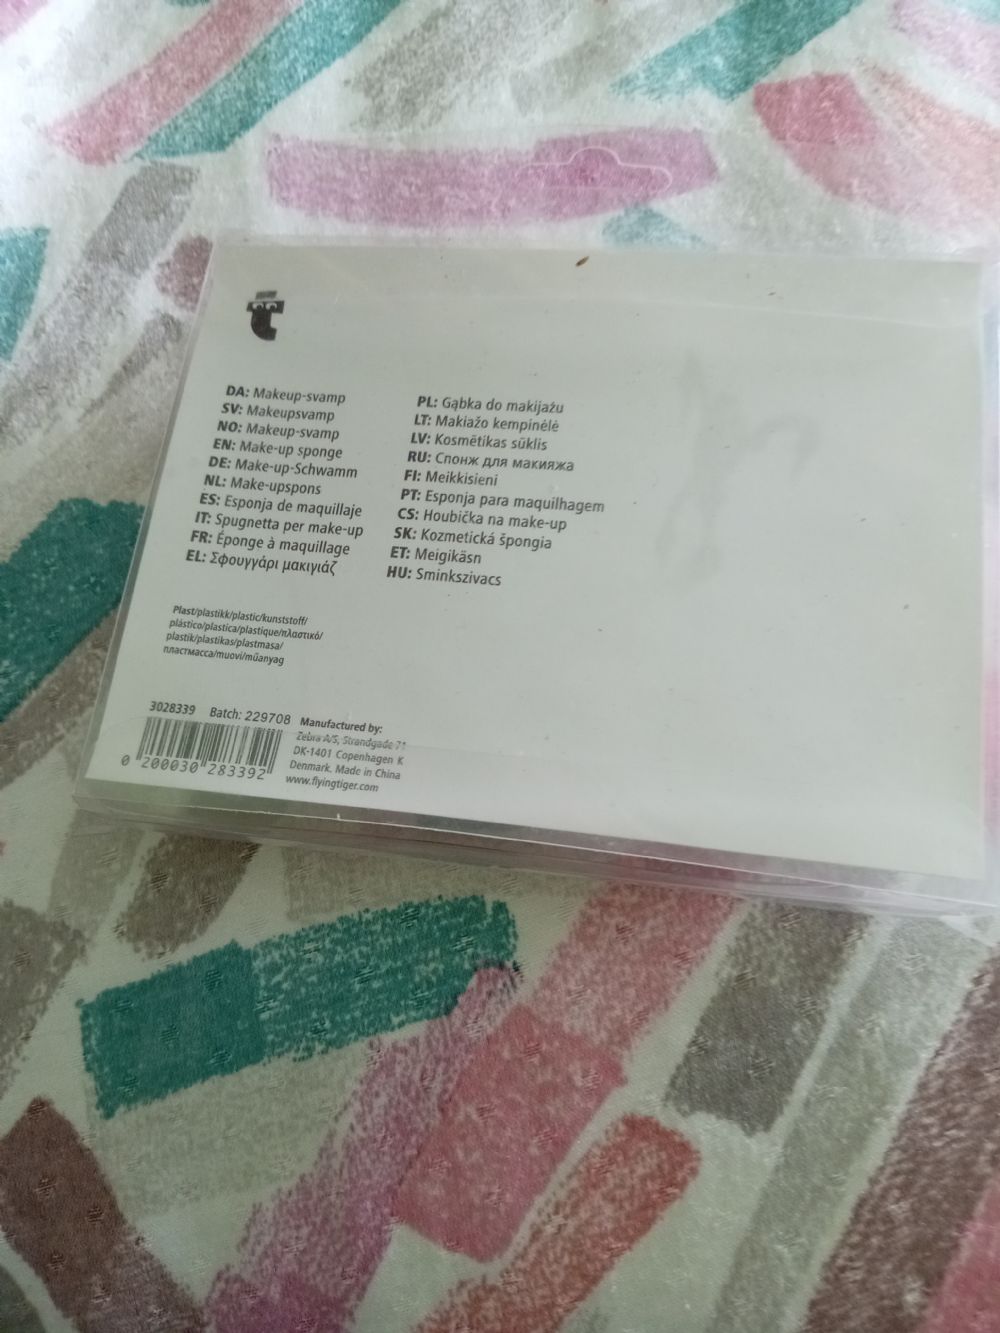 DA: Makeup-svamp
SV: Makeupsvamp
NO: Makeup-svamp
EN: Make-up sponge
DE: Make-up-Schwamm
NL: Make-upspons
ES: Esponja de maquillaje
IT: Spugnetta per make-up
FR: Éponge à maquillage
EL: Σφουγγάρι μακιγιάζ
PL: Gąbka do makijażu
LT: Makiažo kempinėlė
LV: Kosmētikas sūklis
RU: Спонж для макияжа
FI: Meikkisieni
PT: Esponja para maquilhagem
CS: Houbička na make-up
SK: Kozmetická špongia
ET: Meigikäsn
HU: Sminkszivacs
Plast/plastikk/plastic/kunststoff/
plástico/plastica/plastique/πλαστικό/
plastik/plastikas/plastmasa/
пластмасса/muovi/műanyag
3028339 Batch: 229708
0 200030 283392
Manufactured by:
Zebra A/S, Strandgade 71
DK-1401 Copenhagen K
Denmark. Made in China
www.flyingtiger.com